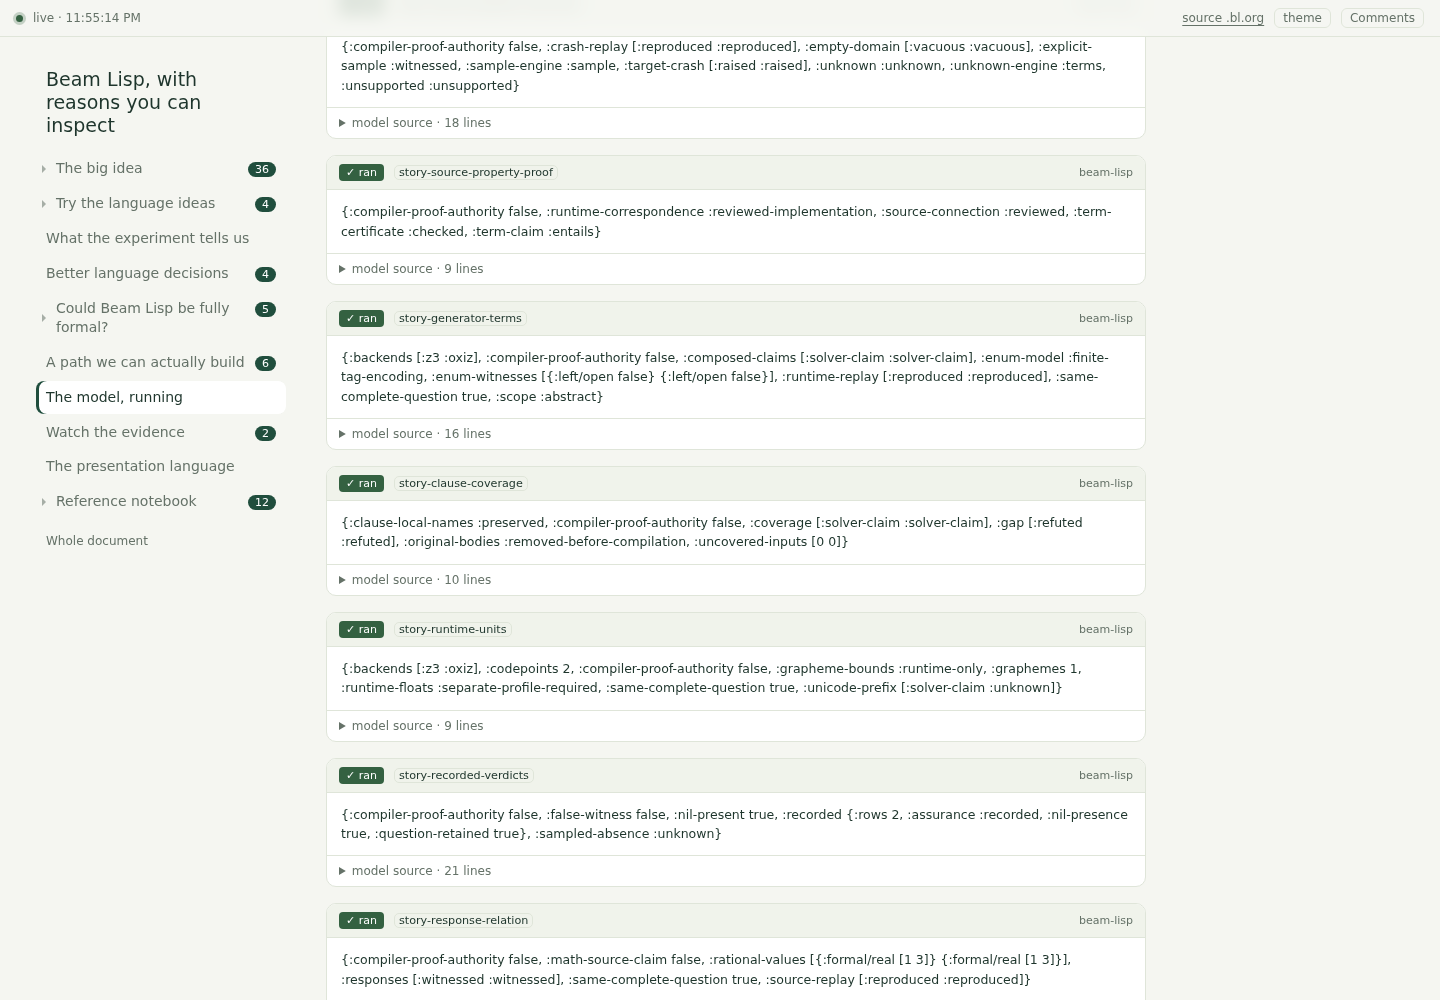 live · 11:55:14 PM
source .bl.org
theme
Comments
Beam Lisp, with
reasons you can
inspect
The big idea 36
Try the language ideas 4
What the experiment tells us
Better language decisions 4
Could Beam Lisp be fully 5
formal?
A path we can actually build 6
The model, running
Watch the evidence 2
The presentation language
Reference notebook 12
Whole document
{:compiler-proof-authority false, :crash-replay [:reproduced :reproduced], :empty-domain [:vacuous :vacuous], :explicit-
sample :witnessed, :sample-engine :sample, :target-crash [:raised :raised], :unknown :unknown, :unknown-engine :terms,
:unsupported :unsupported}
model source · 18 lines
✓ ran story-source-property-proof beam-lisp
{:compiler-proof-authority false, :runtime-correspondence :reviewed-implementation, :source-connection :reviewed, :term-
certificate :checked, :term-claim :entails}
model source · 9 lines
✓ ran story-generator-terms beam-lisp
{:backends [:z3 :oxiz], :compiler-proof-authority false, :composed-claims [:solver-claim :solver-claim], :enum-model :finite-
tag-encoding, :enum-witnesses [{:left/open false} {:left/open false}], :runtime-replay [:reproduced :reproduced], :same-
complete-question true, :scope :abstract}
model source · 16 lines
✓ ran story-clause-coverage beam-lisp
{:clause-local-names :preserved, :compiler-proof-authority false, :coverage [:solver-claim :solver-claim], :gap [:refuted
:refuted], :original-bodies :removed-before-compilation, :uncovered-inputs [0 0]}
model source · 10 lines
✓ ran story-runtime-units beam-lisp
{:backends [:z3 :oxiz], :codepoints 2, :compiler-proof-authority false, :grapheme-bounds :runtime-only, :graphemes 1,
:runtime-floats :separate-profile-required, :same-complete-question true, :unicode-prefix [:solver-claim :unknown]}
model source · 9 lines
✓ ran story-recorded-verdicts beam-lisp
{:compiler-proof-authority false, :false-witness false, :nil-present true, :recorded {:rows 2, :assurance :recorded, :nil-presence
true, :question-retained true}, :sampled-absence :unknown}
model source · 21 lines
✓ ran story-response-relation beam-lisp
{:compiler-proof-authority false, :math-source-claim false, :rational-values [{:formal/real [1 3]} {:formal/real [1 3]}],
:responses [:witnessed :witnessed], :same-complete-question true, :source-replay [:reproduced :reproduced]}